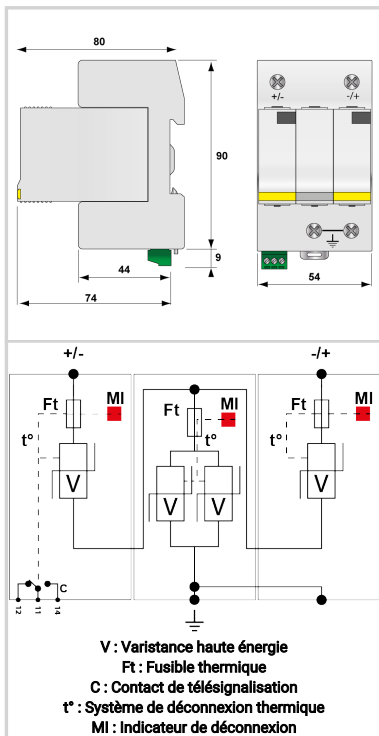 80
+/-
-/+
90
44
9
74
54
+/-
-/+
Ft
MI
Ft
MI
Ft
MI
t°
t°
t°
V
V
V
V
C
12
11
14
V : Varistance haute énergie
Ft : Fusible thermique
C : Contact de télésignalisation
t° : Système de déconnexion thermique
MI : Indicateur de déconnexion